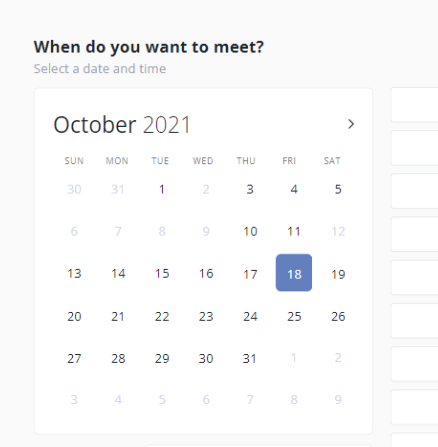 When do you want to meet?
Select a date and time
October 2021
SUN MON TUE WED THU FRI SAT
30 31 1 2 3 4 5
6 7 8 9 10 11 12
13 14 15 16 17 18 19
20 21 22 23 24 25 26
27 28 29 30 31 1 2
3 4 5 6 7 8 9